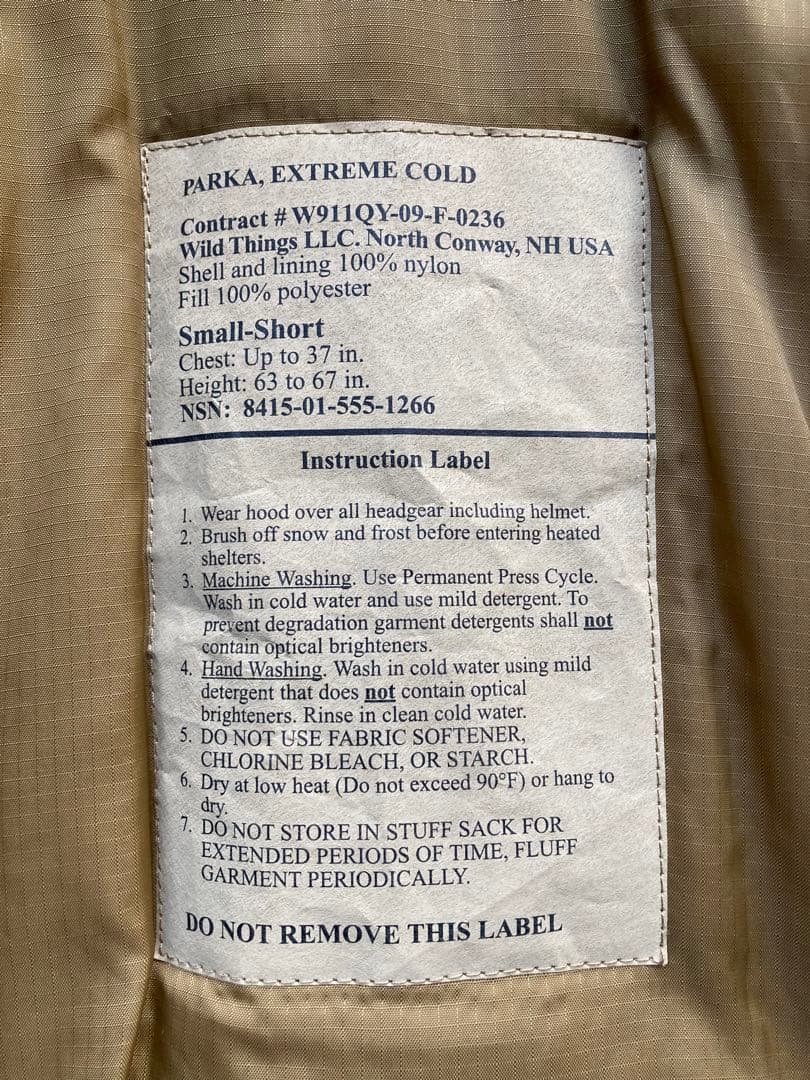 PARKA, EXTREME COLD
Contract # W911QY-09-F-0236
Wild Things LLC. North Conway, NH USA
Shell and lining 100% nylon
Fill 100% polyester
Small-Short
Chest: Up to 37 in.
Height: 63 to 67 in.
NSN: 8415-01-555-1266
Instruction Label
1. Wear hood over all headgear including helmet.
2. Brush off snow and frost before entering heated
shelters.
3. Machine Washing. Use Permanent Press Cycle.
Wash in cold water and use mild detergent. To
prevent degradation garment detergents shall not
contain optical brighteners.
4. Hand Washing. Wash in cold water using mild
detergent that does not contain optical
brighteners. Rinse in clean cold water.
5. DO NOT USE FABRIC SOFTENER,
CHLORINE BLEACH, OR STARCH.
6. Dry at low heat (Do not exceed 90°F) or hang to
dry.
7. DO NOT STORE IN STUFF SACK FOR
EXTENDED PERIODS OF TIME, FLUFF
GARMENT PERIODICALLY.
DO NOT REMOVE THIS LABEL